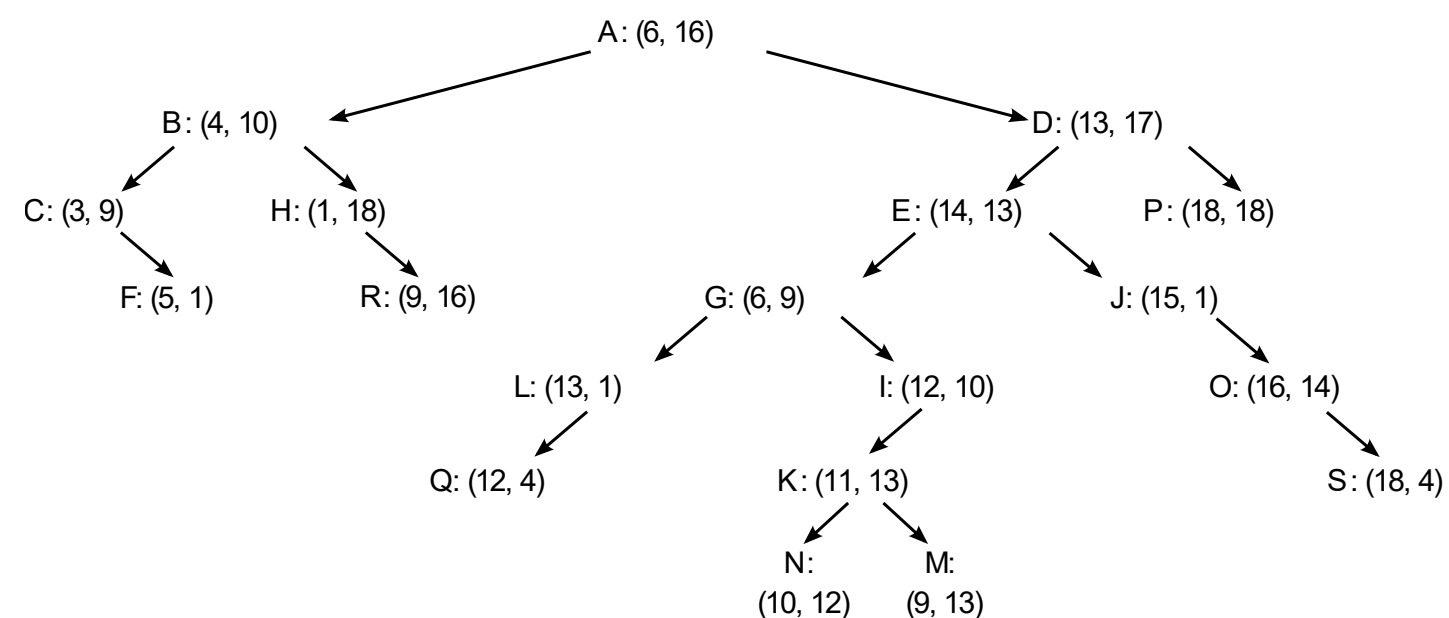 A: (6, 16)
B: (4, 10)
D: (13, 17)
C: (3, 9)
H: (1, 18)
E: (14, 13)
P: (18, 18)
F: (5, 1)
R: (9, 16)
G: (6, 9)
J: (15, 1)
L: (13, 1)
I: (12, 10)
O: (16, 14)
Q: (12, 4)
K: (11, 13)
S: (18, 4)
N:
(10, 12)
M:
(9, 13)